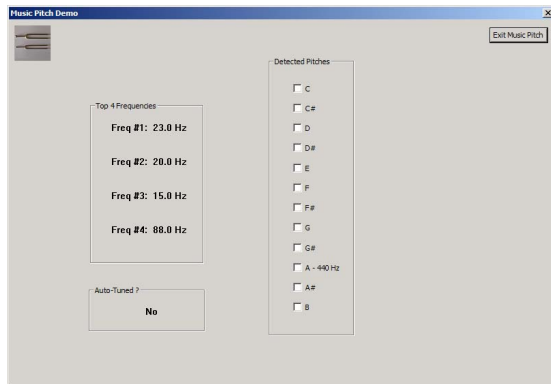 Music Pitch Demo
Exit Music Pitch
Top 4 Frequencies
Freq #1: 23.0 Hz
Freq #2: 20.0 Hz
Freq #3: 15.0 Hz
Freq #4: 88.0 Hz
Auto-Tuned ?
No
Detected Pitches
C
C#
D
D#
E
F
F#
G
G#
A - 440 Hz
A#
B